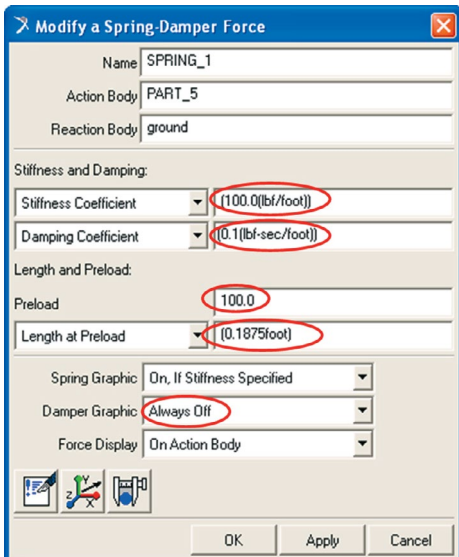 Modify a Spring-Damper Force
Name SPRING_1
Action Body PART_5
Reaction Body ground
Stiffness and Damping:
Stiffness Coefficient (100.0(lbf/foot))
Damping Coefficient (0.1(lbf-sec/foot))
Length and Preload:
Preload 100.0
Length at Preload (0.1875foot)
Spring Graphic On, If Stiffness Specified
Damper Graphic Always Off
Force Display On Action Body
Z Y X
OK Apply Cancel